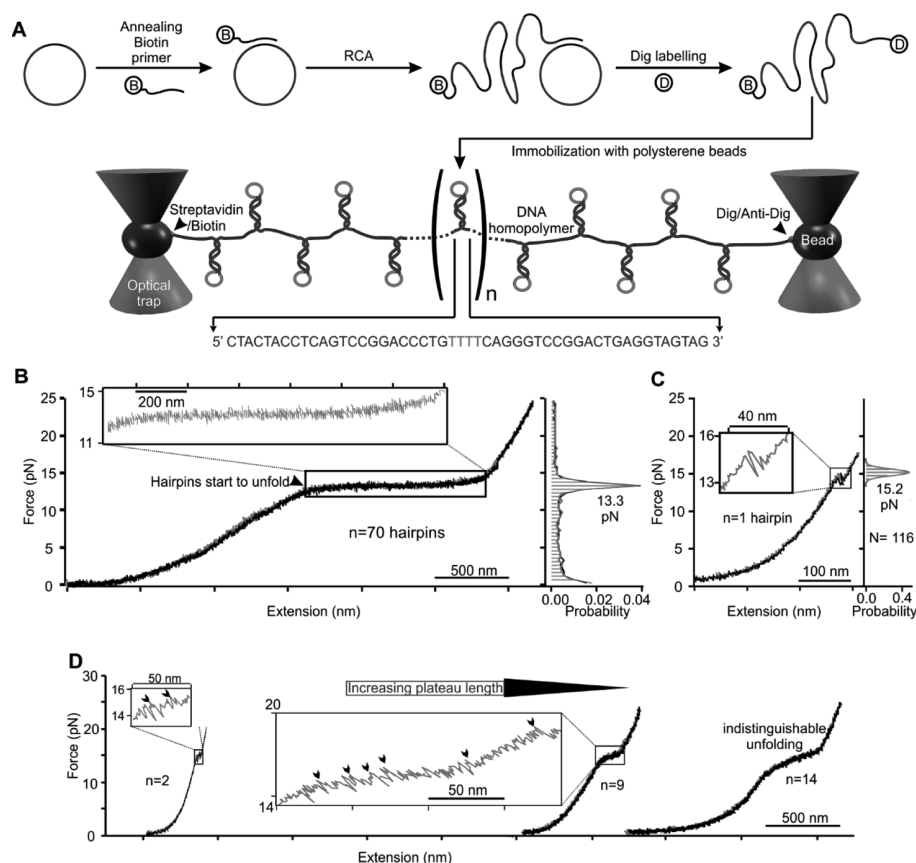 A
Annealing
Biotin
primer
B
B
RCA
B
Dig labelling
D
B
D
Immobilization with polysterene beads
Streptavidin
/Biotin
DNA
homopolymer
Dig/Anti-Dig
Bead
Optical
trap
n
5' CTACTACCTCAGTCCGGACCCTGTTTTCAGGGTCCGGACTGAGGTAGTAG 3'
B
25
20
15
10
5
0
Force (pN)
15
11
200 nm
Hairpins start to unfold
n=70 hairpins
500 nm
Extension (nm)
13.3
pN
0.00 0.02 0.04
Probability
C
25
20
15
10
5
0
Force (pN)
40 nm
16
13
n=1 hairpin
100 nm
Extension (nm)
15.2
pN
N= 116
0.0 0.4
Probability
D
30
25
20
15
10
5
0
Force (pN)
50 nm
16
14
n=2
Increasing plateau length
20
14
50 nm
n=9
indistinguishable
unfolding
n=14
500 nm
Extension (nm)